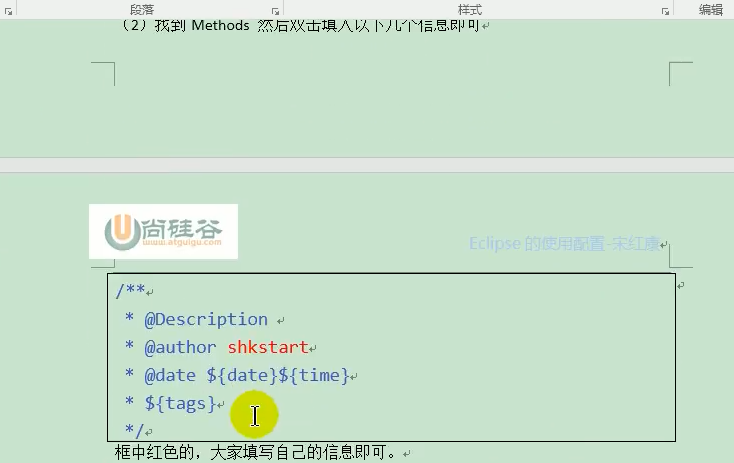 段落
样式
编辑
（2）找到 Methods 然后双击填入以下几个信息即可
尚硅谷
www.atguigu.com
Eclipse 的使用配置-宋红康
/**
* @Description
* @author shkstart
* @date ${date}${time}
* ${tags}
*/
框中红色的，大家填写自己的信息即可。